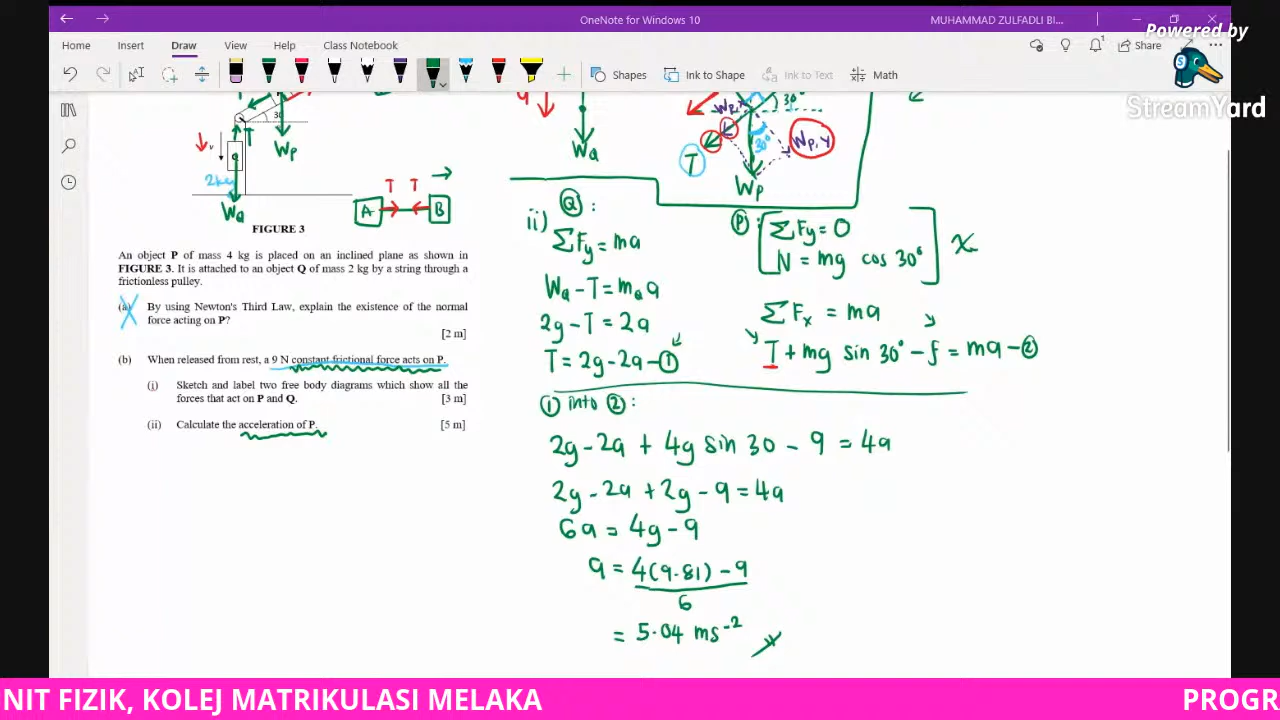 OneNote for Windows 10
MUHAMMAD ZULFADLI BI...
Powered by
StreamYard
Home Insert Draw View Help Class Notebook
Share
Shapes Ink to Shape Ink to Text Math
30
T
WP
v
Q
2kg
WQ
T T
A B
FIGURE 3
An object P of mass 4 kg is placed on an inclined plane as shown in
FIGURE 3. It is attached to an object Q of mass 2 kg by a string through a
frictionless pulley.
(a) By using Newton's Third Law, explain the existence of the normal
force acting on P?
[2 m]
(b) When released from rest, a 9 N constant frictional force acts on P.
(i) Sketch and label two free body diagrams which show all the
forces that act on P and Q. [3 m]
(ii) Calculate the acceleration of P. [5 m]
WQ
30°
WP,Y
30°
T
WP
ii) Q :
ΣFy = ma
WQ - T = mQ a
2g - T = 2a
T = 2g - 2a - ①
P : ΣFy = 0
N = mg cos 30°
x
ΣFx = ma
T + mg sin 30° - f = ma - ②
① into ② :
2g - 2a + 4g sin 30 - 9 = 4a
2g - 2a + 2g - 9 = 4a
6a = 4g - 9
a = 4(9.81) - 9
6
= 5.04 ms-2
NIT FIZIK, KOLEJ MATRIKULASI MELAKA
PROGR